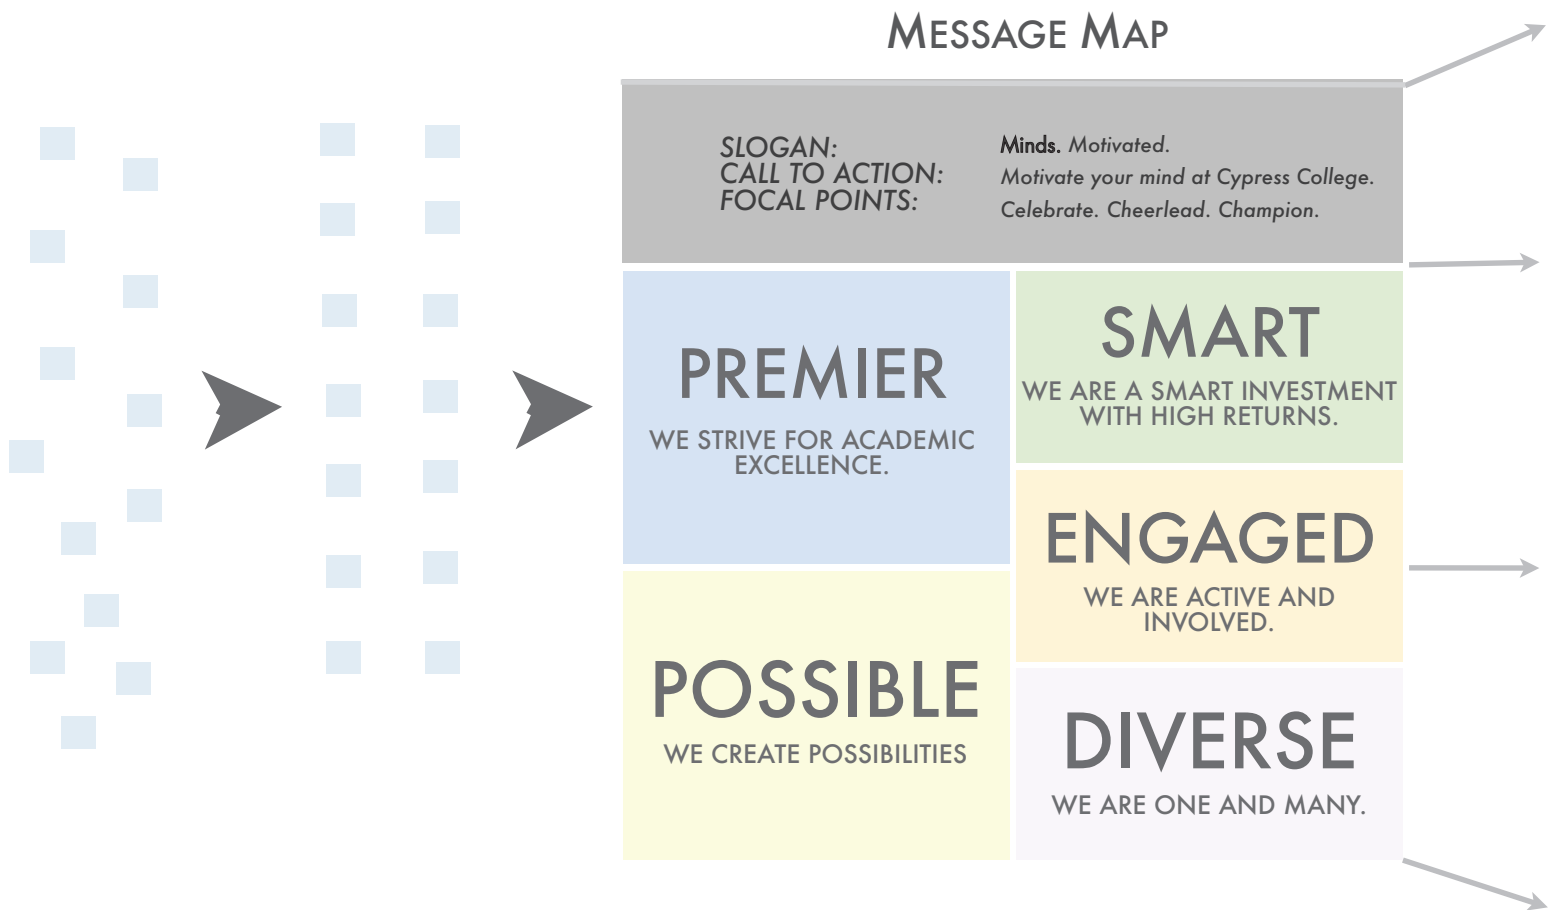 MESSAGE MAP
SLOGAN:
CALL TO ACTION:
FOCAL POINTS:
Minds. Motivated.
Motivate your mind at Cypress College.
Celebrate. Cheerlead. Champion.
PREMIER
WE STRIVE FOR ACADEMIC
EXCELLENCE.
SMART
WE ARE A SMART INVESTMENT
WITH HIGH RETURNS.
ENGAGED
WE ARE ACTIVE AND
INVOLVED.
POSSIBLE
WE CREATE POSSIBILITIES
DIVERSE
WE ARE ONE AND MANY.